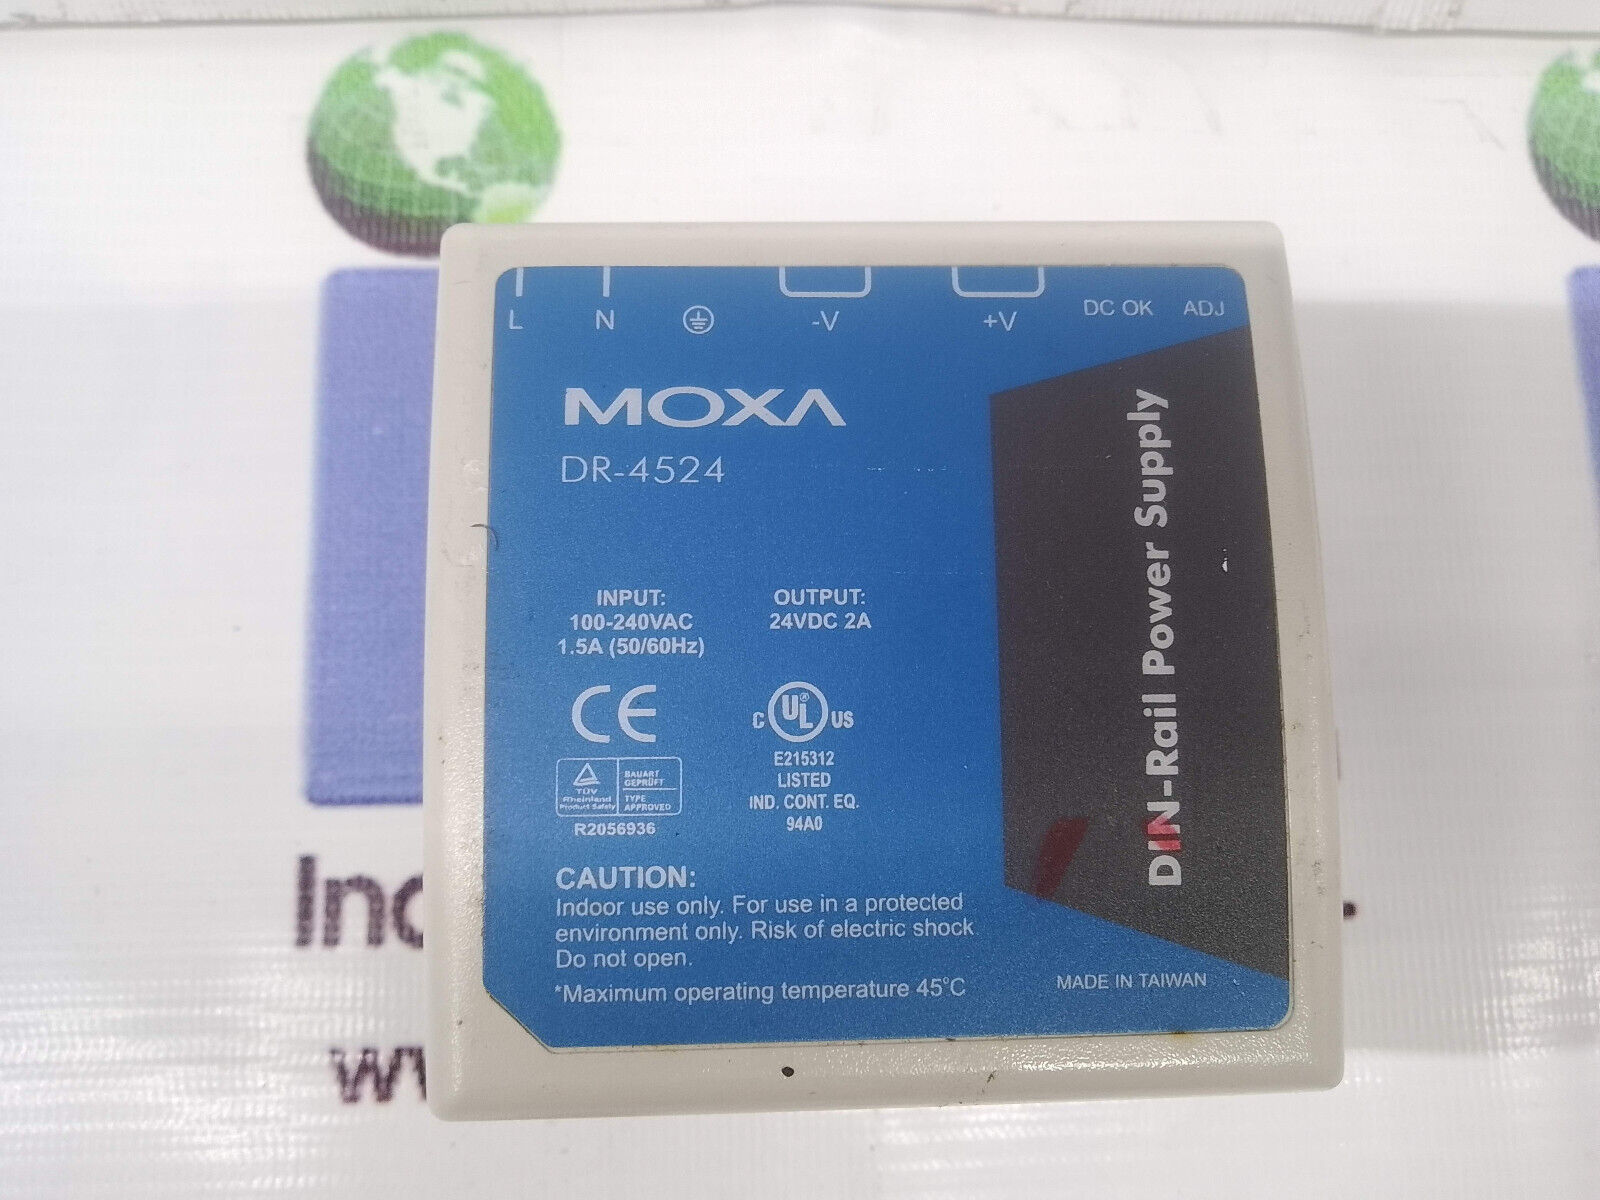 L N -V +V DC OK ADJ
MOXA
DR-4524
INPUT:
100-240VAC
1.5A (50/60Hz)
OUTPUT:
24VDC 2A
CE
C UL® US
E215312
LISTED
IND. CONT. EQ.
94A0
TÜV
Rheinland
Product Safety
BAUART
GEPRÜFT
TYPE
APPROVED
R2056936
CAUTION:
Indoor use only. For use in a protected
environment only. Risk of electric shock
Do not open.
*Maximum operating temperature 45°C
MADE IN TAIWAN
DIN-Rail Power Supply